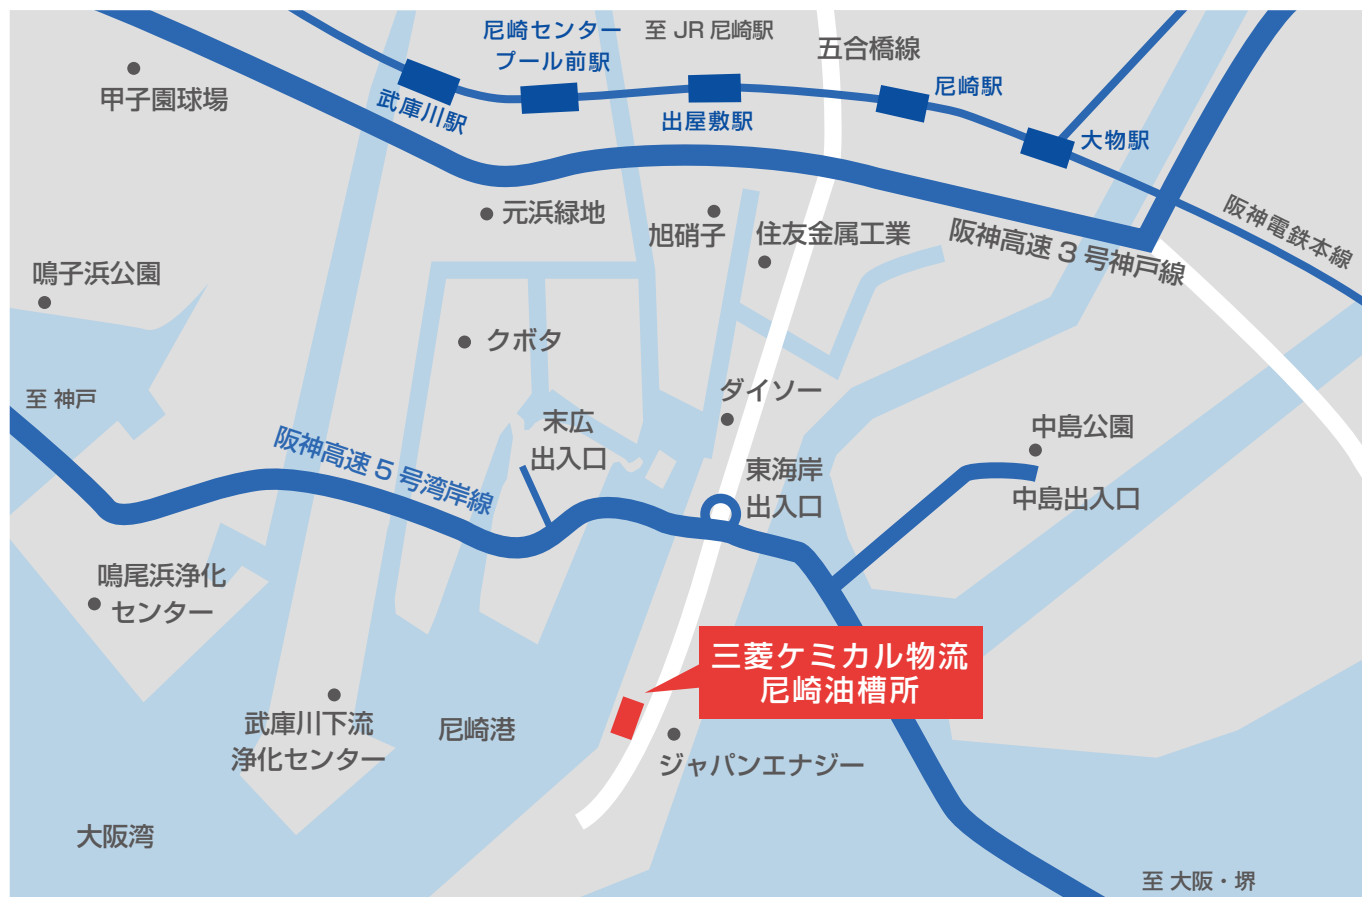 尼崎センター
プール前駅
至 JR 尼崎駅
五合橋線
甲子園球場
武庫川駅
出屋敷駅
尼崎駅
大物駅
元浜緑地
旭硝子
住友金属工業
阪神高速 3 号神戸線
阪神電鉄本線
鳴子浜公園
クボタ
至 神戸
ダイソー
阪神高速 5 号湾岸線
末広
出入口
東海岸
出入口
中島公園
中島出入口
鳴尾浜浄化
センター
三菱ケミカル物流
尼崎油槽所
武庫川下流
浄化センター
尼崎港
ジャパンエナジー
大阪湾
至 大阪・堺